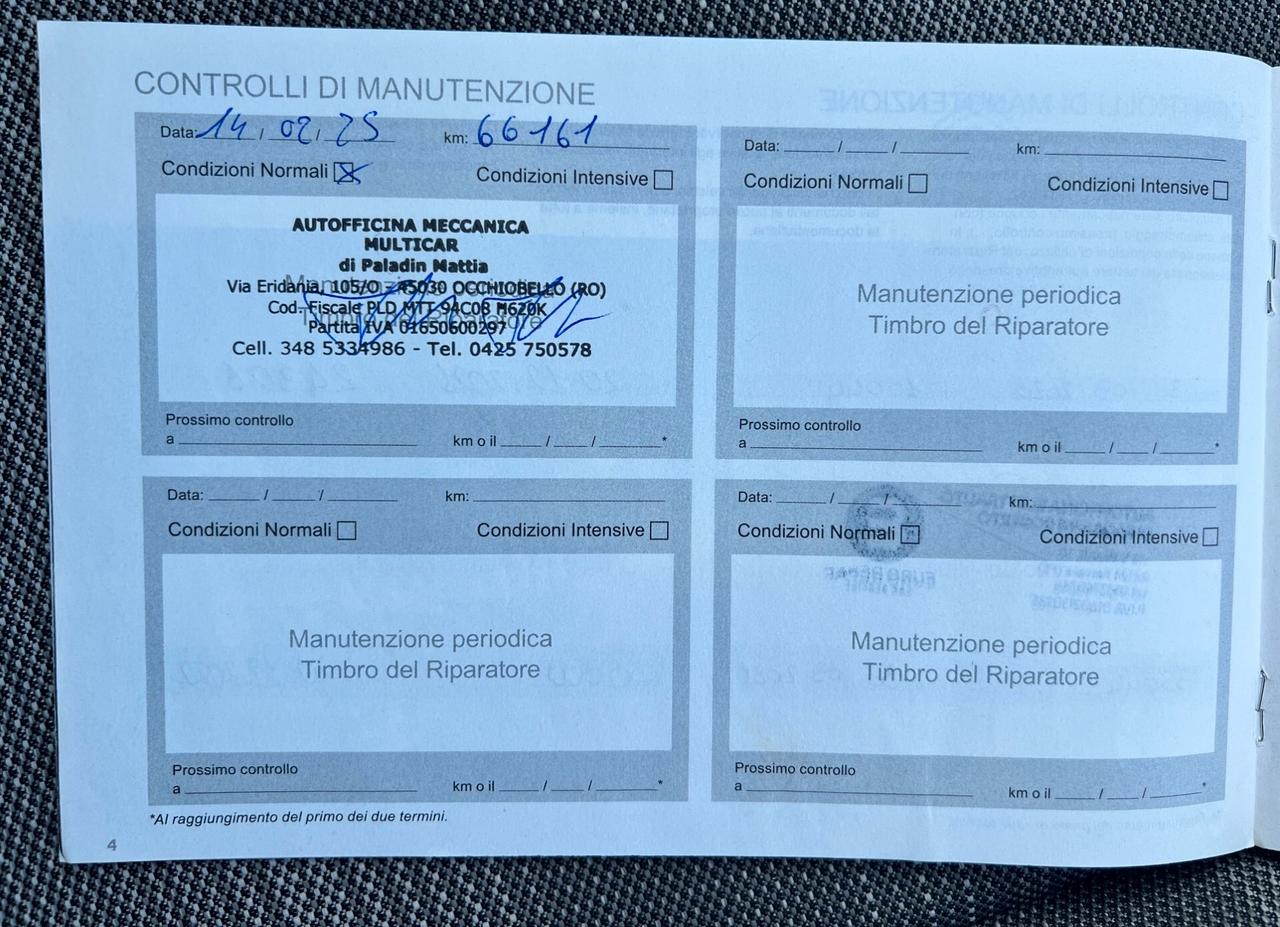 CONTROLLI DI MANUTENZIONE
Data: 14 / 02 / 25 km: 66161
Condizioni Normali Condizioni Intensive
AUTOFFICINA MECCANICA
MULTICAR
di Paladin Mattia
Via Eridania, 105/O - 45030 OCCHIOBELLO (RO)
Cod. Fiscale PLD MTT 94C08 H620K
Partita IVA 01650600297
Cell. 348 5334986 - Tel. 0425 750578
Prossimo controllo
a km o il / / *
Data: / / km:
Condizioni Normali Condizioni Intensive
Manutenzione periodica
Timbro del Riparatore
Prossimo controllo
a km o il / / *
Data: / / km:
Condizioni Normali Condizioni Intensive
Manutenzione periodica
Timbro del Riparatore
Prossimo controllo
a km o il / / *
Data: / / km:
Condizioni Normali Condizioni Intensive
Manutenzione periodica
Timbro del Riparatore
Prossimo controllo
a km o il / / *
*Al raggiungimento del primo dei due termini.
4